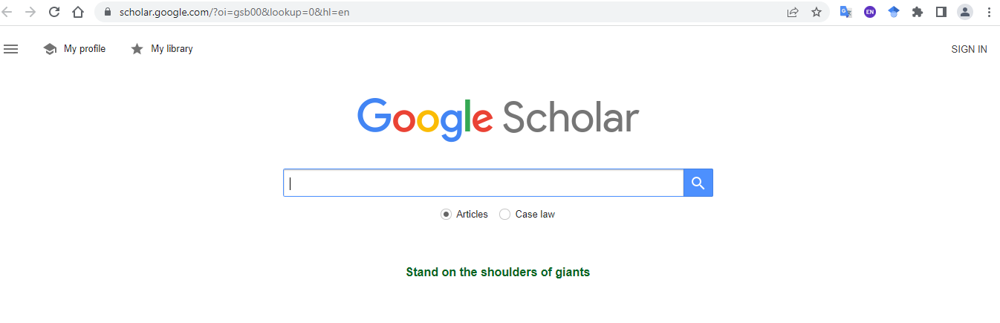 scholar.google.com/?oi=gsb00&lookup=0&hl=en
EN
My profile
My library
SIGN IN
Google Scholar
Articles
Case law
Stand on the shoulders of giants